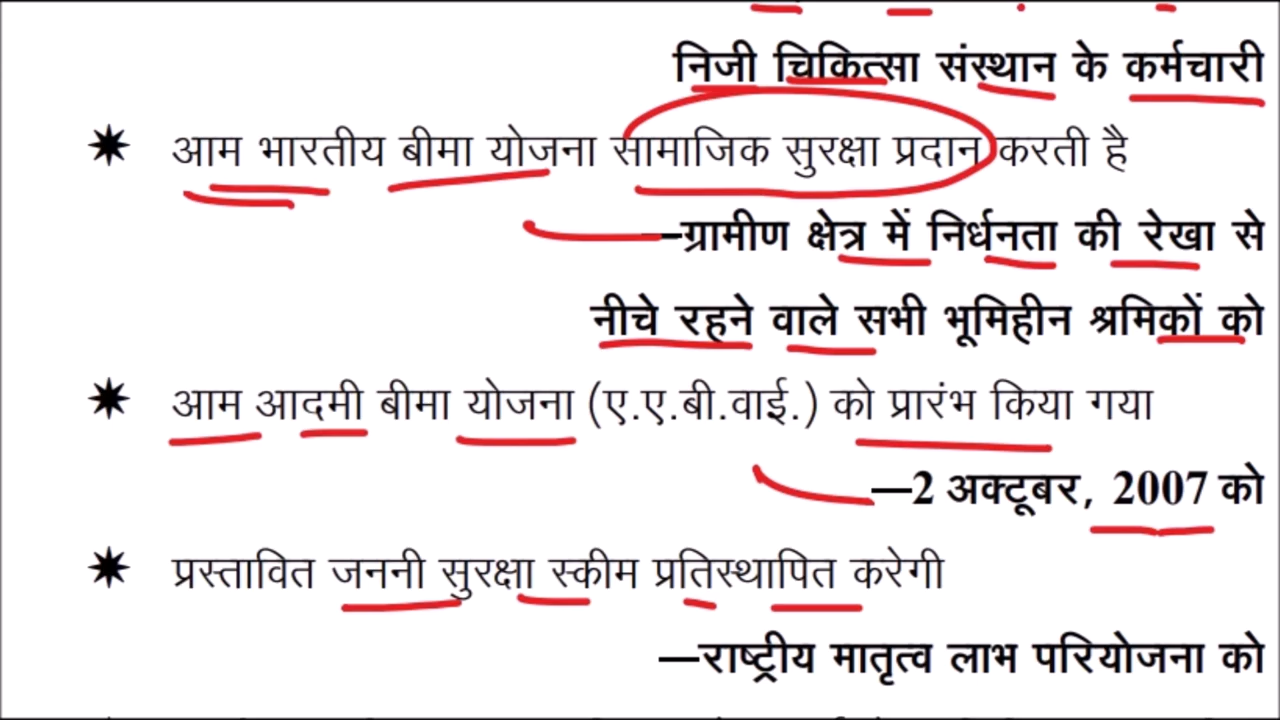 निजी चिकित्सा संस्थान के कर्मचारी
✷ आम भारतीय बीमा योजना सामाजिक सुरक्षा प्रदान करती है
—ग्रामीण क्षेत्र में निर्धनता की रेखा से
नीचे रहने वाले सभी भूमिहीन श्रमिकों को
✷ आम आदमी बीमा योजना (ए.ए.बी.वाई.) को प्रारंभ किया गया
—2 अक्टूबर, 2007 को
✷ प्रस्तावित जननी सुरक्षा स्कीम प्रतिस्थापित करेगी
—राष्ट्रीय मातृत्व लाभ परियोजना को